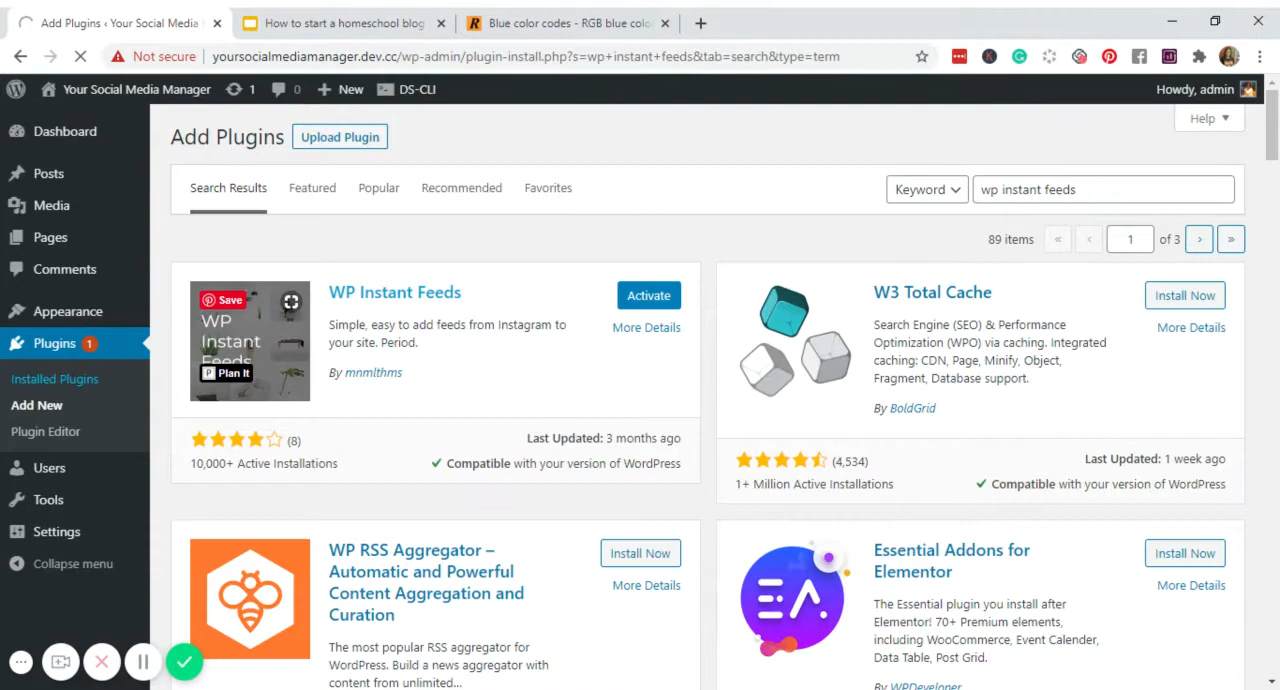 Add Plugins ‹ Your Social Media
How to start a homeschool blog
R
Blue color codes - RGB blue colo
Not secure
yoursocialmediamanager.dev.cc/wp-admin/plugin-install.php?s=wp+instant+feeds&tab=search&type=term
Your Social Media Manager
1
0
New
DS-CLI
Howdy, admin
Dashboard
Posts
Media
Pages
Comments
Appearance
Plugins 1
Installed Plugins
Add New
Plugin Editor
Users
Tools
Settings
Collapse menu
Help
Add Plugins
Upload Plugin
Search Results
Featured
Popular
Recommended
Favorites
Keyword
wp instant feeds
89 items
«
‹
1
of 3
›
»
Save
WP
Instant
Feeds
Plan It
WP Instant Feeds
Activate
More Details
Simple, easy to add feeds from Instagram to
your site. Period.
By mnmlthms
(8)
10,000+ Active Installations
Last Updated: 3 months ago
Compatible with your version of WordPress
W3 Total Cache
Install Now
More Details
Search Engine (SEO) & Performance
Optimization (WPO) via caching. Integrated
caching: CDN, Page, Minify, Object,
Fragment, Database support.
By BoldGrid
(4,534)
1+ Million Active Installations
Last Updated: 1 week ago
Compatible with your version of WordPress
WP RSS Aggregator –
Automatic and Powerful
Content Aggregation and
Curation
Install Now
More Details
The most popular RSS aggregator for
WordPress. Build a news aggregator with
content from unlimited...
Essential Addons for
Elementor
Install Now
More Details
The Essential plugin you install after
Elementor! 70+ Premium elements,
including WooCommerce, Event Calender,
Data Table, Post Grid.
By WPDeveloper